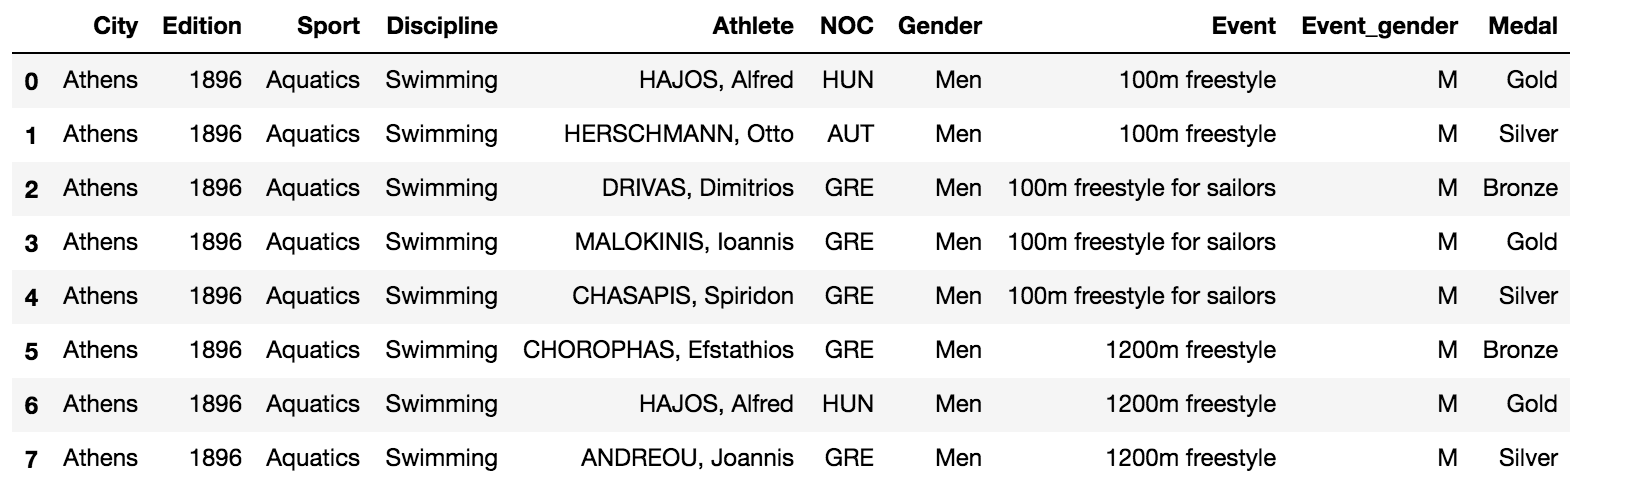 City Edition Sport Discipline Athlete NOC Gender Event Event_gender Medal
0 Athens 1896 Aquatics Swimming HAJOS, Alfred HUN Men 100m freestyle M Gold
1 Athens 1896 Aquatics Swimming HERSCHMANN, Otto AUT Men 100m freestyle M Silver
2 Athens 1896 Aquatics Swimming DRIVAS, Dimitrios GRE Men 100m freestyle for sailors M Bronze
3 Athens 1896 Aquatics Swimming MALOKINIS, Ioannis GRE Men 100m freestyle for sailors M Gold
4 Athens 1896 Aquatics Swimming CHASAPIS, Spiridon GRE Men 100m freestyle for sailors M Silver
5 Athens 1896 Aquatics Swimming CHOROPHAS, Efstathios GRE Men 1200m freestyle M Bronze
6 Athens 1896 Aquatics Swimming HAJOS, Alfred HUN Men 1200m freestyle M Gold
7 Athens 1896 Aquatics Swimming ANDREOU, Joannis GRE Men 1200m freestyle M Silver